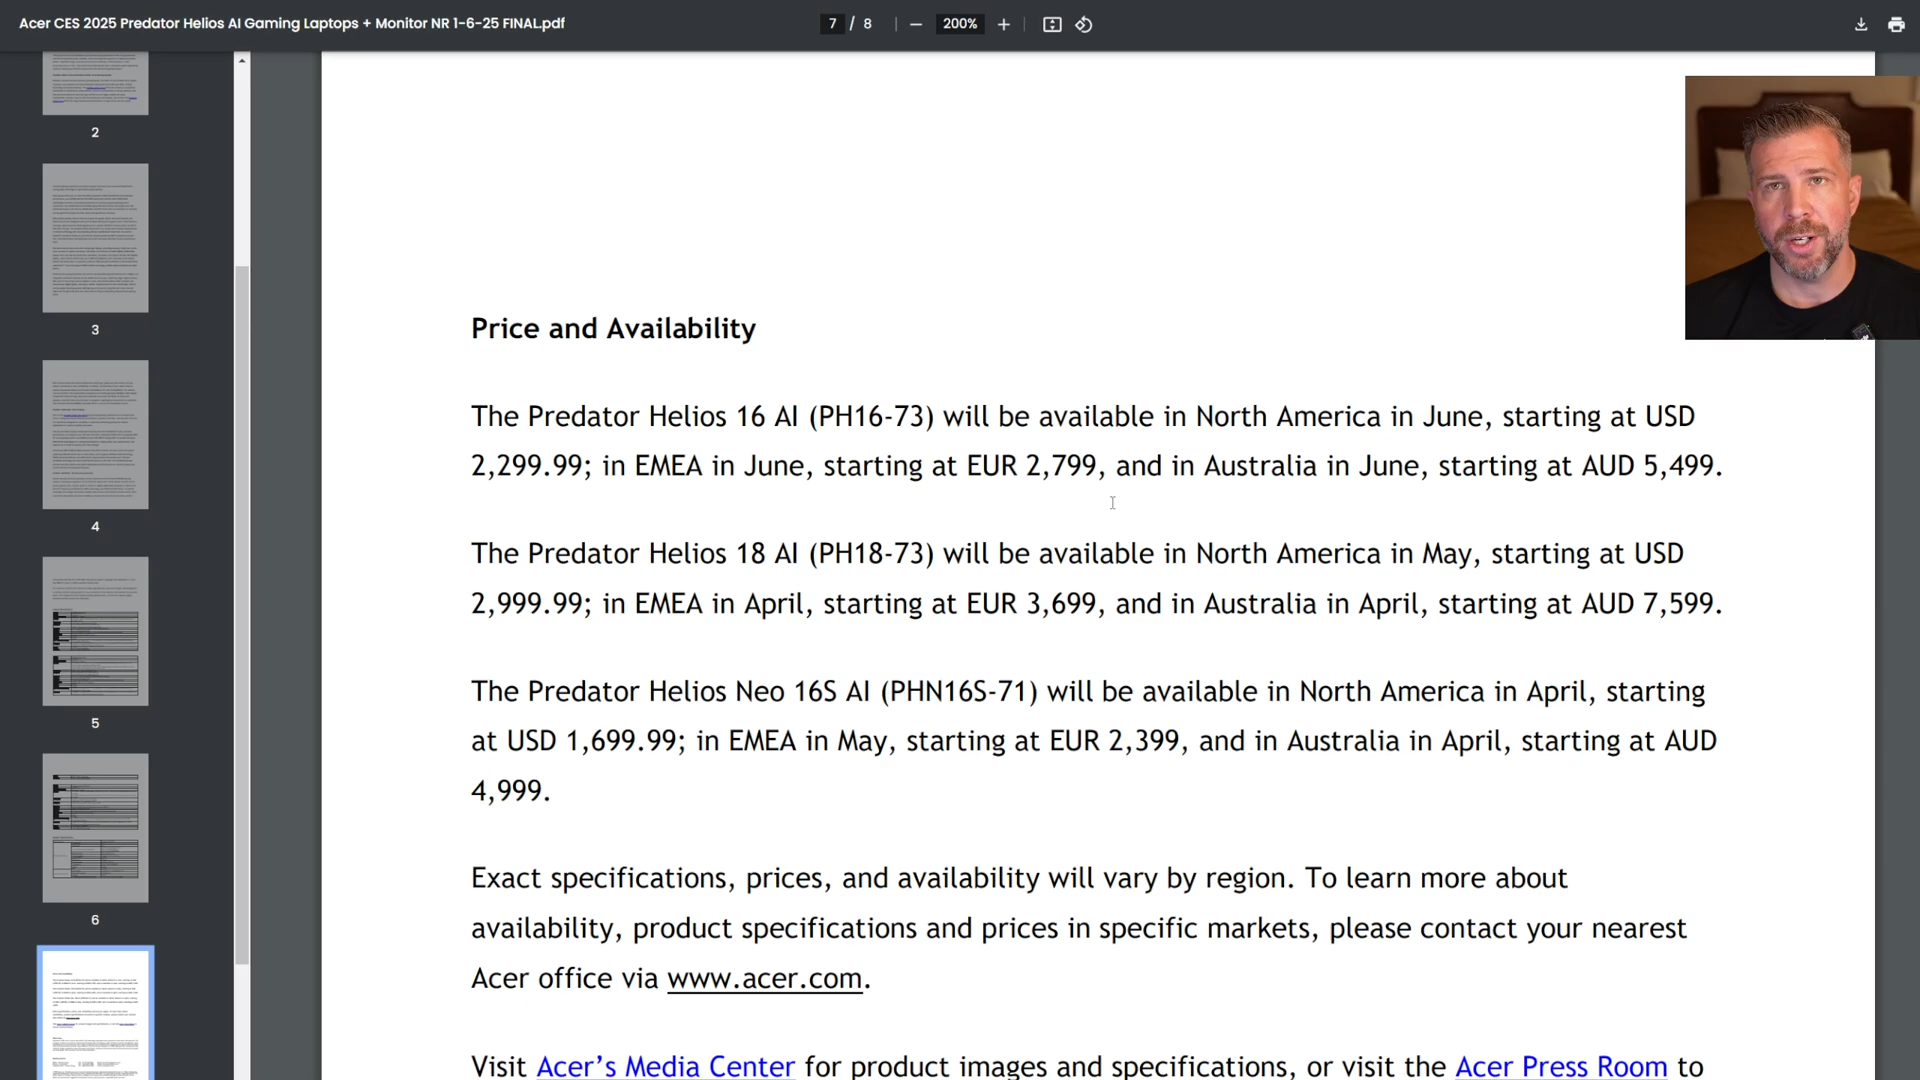 Acer CES 2025 Predator Helios AI Gaming Laptops + Monitor NR 1-6-25 FINAL.pdf
7 / 8
200%
2
3
4
5
6
Price and Availability
The Predator Helios 16 AI (PH16-73) will be available in North America in June, starting at USD
2,299.99; in EMEA in June, starting at EUR 2,799, and in Australia in June, starting at AUD 5,499.
The Predator Helios 18 AI (PH18-73) will be available in North America in May, starting at USD
2,999.99; in EMEA in April, starting at EUR 3,699, and in Australia in April, starting at AUD 7,599.
The Predator Helios Neo 16S AI (PHN16S-71) will be available in North America in April, starting
at USD 1,699.99; in EMEA in May, starting at EUR 2,399, and in Australia in April, starting at AUD
4,999.
Exact specifications, prices, and availability will vary by region. To learn more about
availability, product specifications and prices in specific markets, please contact your nearest
Acer office via www.acer.com.
Visit Acer’s Media Center for product images and specifications, or visit the Acer Press Room to